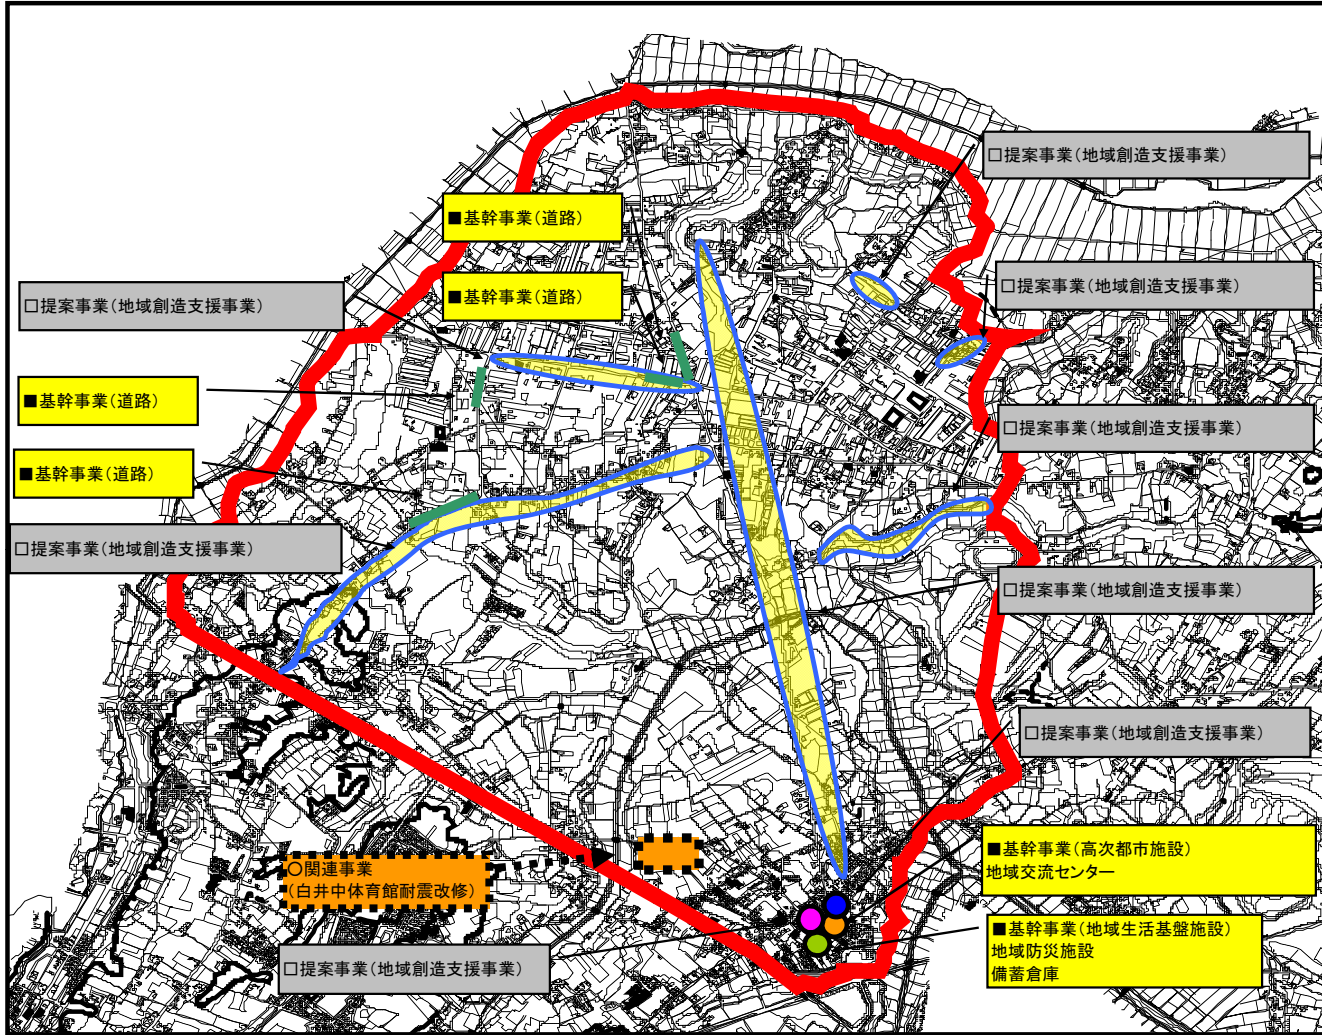 □提案事業(地域創造支援事業)
■基幹事業(道路)
□提案事業(地域創造支援事業)
■基幹事業(道路)
□提案事業(地域創造支援事業)
■基幹事業(道路)
□提案事業(地域創造支援事業)
■基幹事業(道路)
□提案事業(地域創造支援事業)
□提案事業(地域創造支援事業)
□提案事業(地域創造支援事業)
■基幹事業(高次都市施設)
地域交流センター
○関連事業
(白井中体育館耐震改修)
■基幹事業(地域生活基盤施設)
地域防災施設
備蓄倉庫
□提案事業(地域創造支援事業)